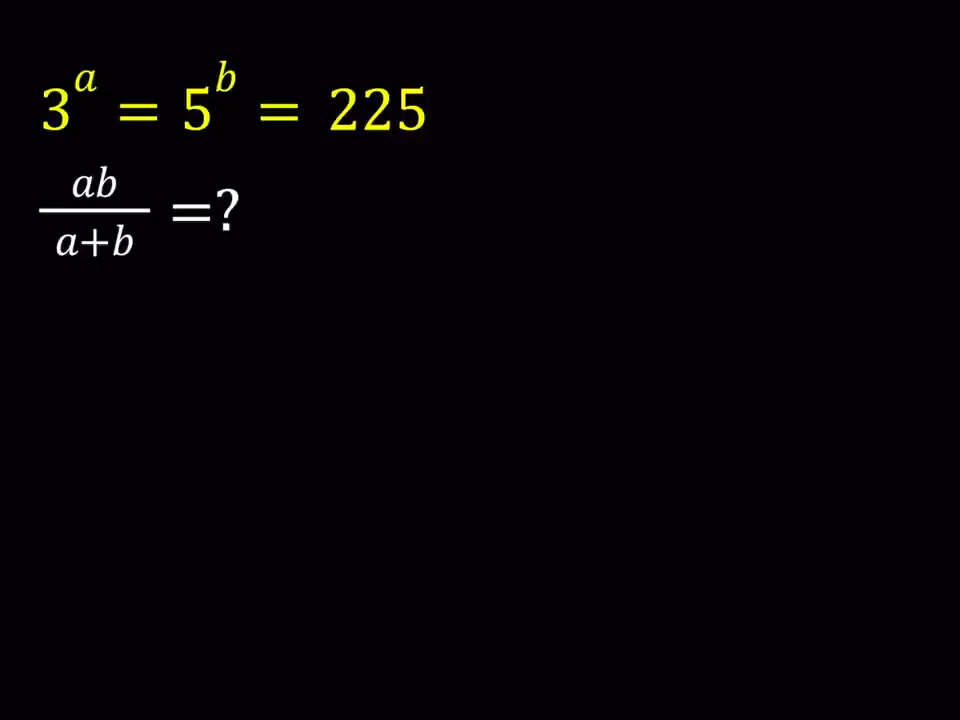 3^a = 5^b = 225
ab/a+b =?